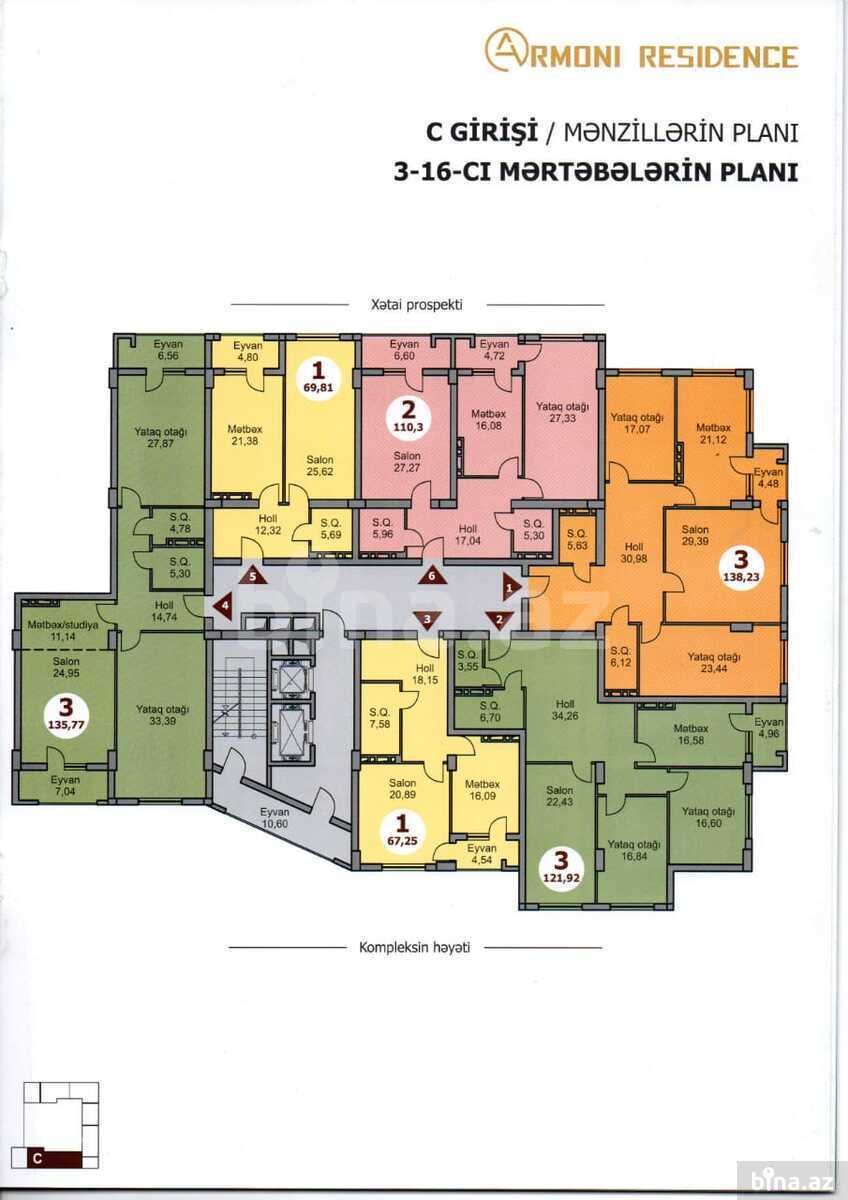 ARMONI RESIDENCE
C GİRİŞİ / MƏNZİLLƏRİN PLANI
3-16-CI MƏRTƏBƏLƏRİN PLANI
Xətai prospekti
Eyvan
6,56
Yataq otağı
27,87
S.Q.
4,78
S.Q.
5,30
Holl
14,74
Mətbəx/studiya
11,14
Salon
24,95
3
135,77
Yataq otağı
33,39
Eyvan
7,04
Eyvan
4,80
1
69,81
Mətbəx
21,38
Salon
25,62
Holl
12,32
S.Q.
5,69
Eyvan
6,60
2
110,3
Salon
27,27
Eyvan
4,72
Mətbəx
16,08
Yataq otağı
27,33
S.Q.
5,96
Holl
17,04
S.Q.
5,30
Yataq otağı
17,07
Mətbəx
21,12
Eyvan
4,48
S.Q.
5,63
Holl
30,98
Salon
29,39
3
138,23
S.Q.
6,12
Yataq otağı
23,44
5
6
1
4
3
2
bina.az
Holl
18,15
S.Q.
7,58
Salon
20,89
1
67,25
Mətbəx
16,09
Eyvan
4,54
Eyvan
10,60
S.Q.
3,55
S.Q.
6,70
Holl
34,26
Mətbəx
16,58
Eyvan
4,96
Salon
22,43
3
121,92
Yataq otağı
16,84
Yataq otağı
16,60
Kompleksin həyəti
C
bina.az